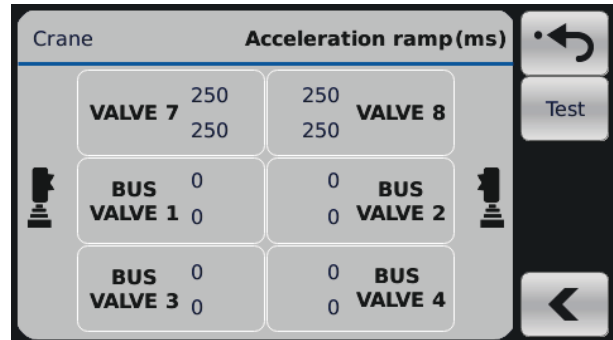 Crane Acceleration ramp(ms)
Test
VALVE 7 250 250
250 250 VALVE 8
BUS VALVE 1 0 0
0 0 BUS VALVE 2
BUS VALVE 3 0 0
0 0 BUS VALVE 4